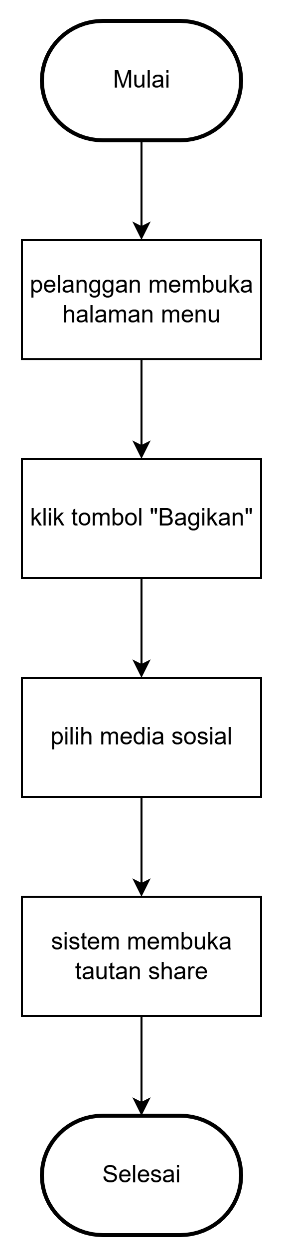 Mulai
pelanggan membuka
halaman menu
klik tombol "Bagikan"
pilih media sosial
sistem membuka
tautan share
Selesai